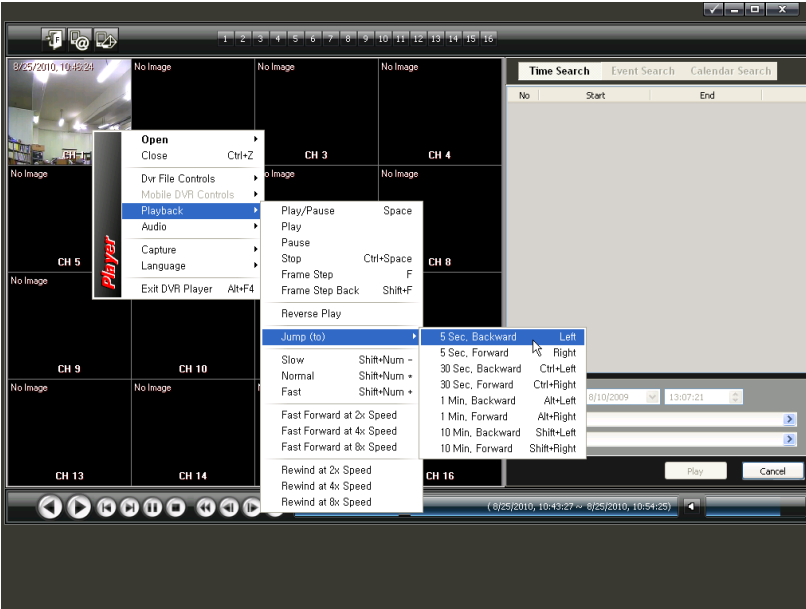 1 2 3 4 5 6 7 8 9 10 11 12 13 14 15 16
8/25/2010, 10:45:24
No Image
No Image
No Image
CH 1
CH 3
CH 4
No Image
No Image
No Image
CH 5
CH 8
No Image
CH 9
CH 10
No Image
No Image
CH 13
CH 14
CH 16
Player
Open
Close Ctrl+Z
Dvr File Controls
Mobile DVR Controls
Playback
Audio
Capture
Language
Exit DVR Player Alt+F4
Play/Pause Space
Play
Pause
Stop Ctrl+Space
Frame Step F
Frame Step Back Shift+F
Reverse Play
Jump (to)
Slow Shift+Num -
Normal Shift+Num *
Fast Shift+Num +
Fast Forward at 2x Speed
Fast Forward at 4x Speed
Fast Forward at 8x Speed
Rewind at 2x Speed
Rewind at 4x Speed
Rewind at 8x Speed
5 Sec, Backward Left
5 Sec, Forward Right
30 Sec, Backward Ctrl+Left
30 Sec, Forward Ctrl+Right
1 Min, Backward Alt+Left
1 Min, Forward Alt+Right
10 Min, Backward Shift+Left
10 Min, Forward Shift+Right
Time Search Event Search Calendar Search
No Start End
8/10/2009 13:07:21
Play Cancel
( 8/25/2010, 10:43:27 ~ 8/25/2010, 10:54:25)